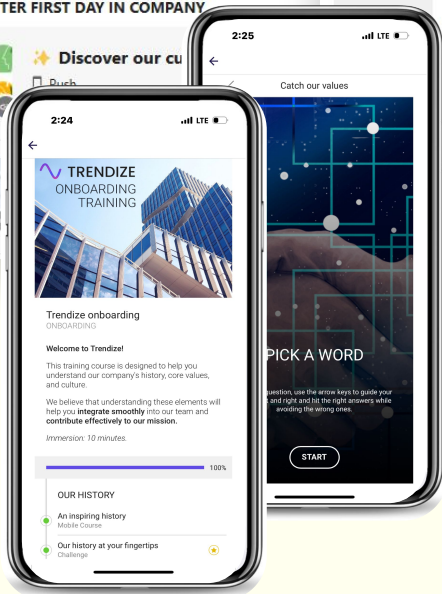 TER FIRST DAY IN COMPANY
✨ Discover our cu
Push
2:24
LTE
TRENDIZE
ONBOARDING
TRAINING
Trendize onboarding
ONBOARDING
Welcome to Trendize!
This training course is designed to help you
understand our company's history, core values,
and culture.
We believe that understanding these elements will
help you integrate smoothly into our team and
contribute effectively to our mission.
Immersion: 10 minutes.
100%
OUR HISTORY
An inspiring history
Mobile Course
Our history at your fingertips
Challenge
2:25
LTE
Catch our values
PICK A WORD
question, use the arrow keys to guide your
t and right and hit the right answers while
avoiding the wrong ones.
START